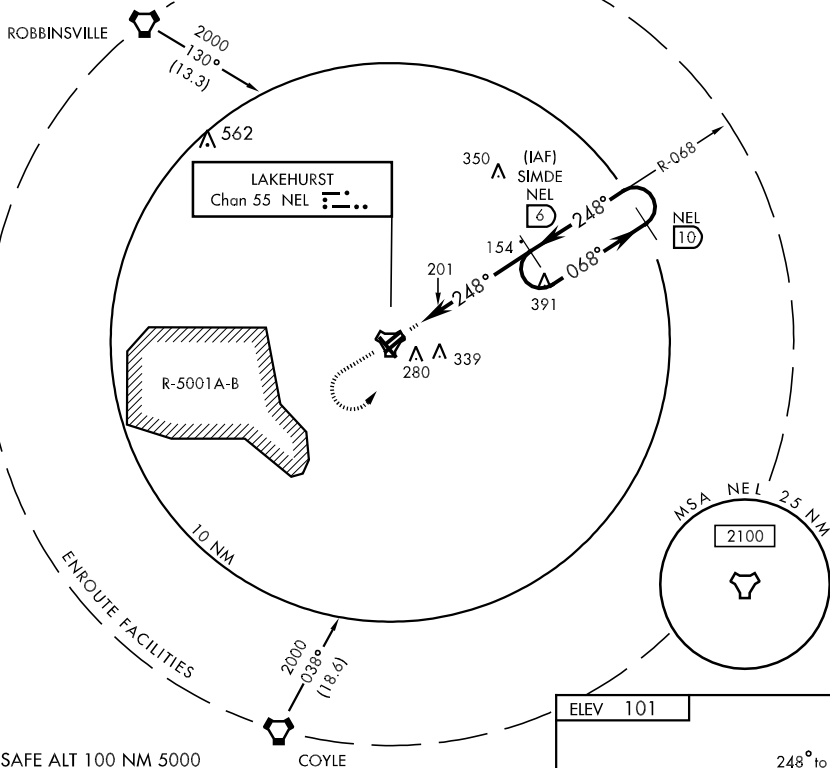 ROBBINSVILLE
2000
130°
(13.3)
562
LAKEHURST
Chan 55 NEL
350
(IAF)
SIMDE
NEL
6
R-068
248°
NEL
10
154
068°
201
248°
391
280
339
R-5001A-B
10 NM
ENROUTE FACILITIES
MSA NEL 25 NM
2100
2000
038°
(18.6)
ELEV 101
248° to
SAFE ALT 100 NM 5000
COYLE